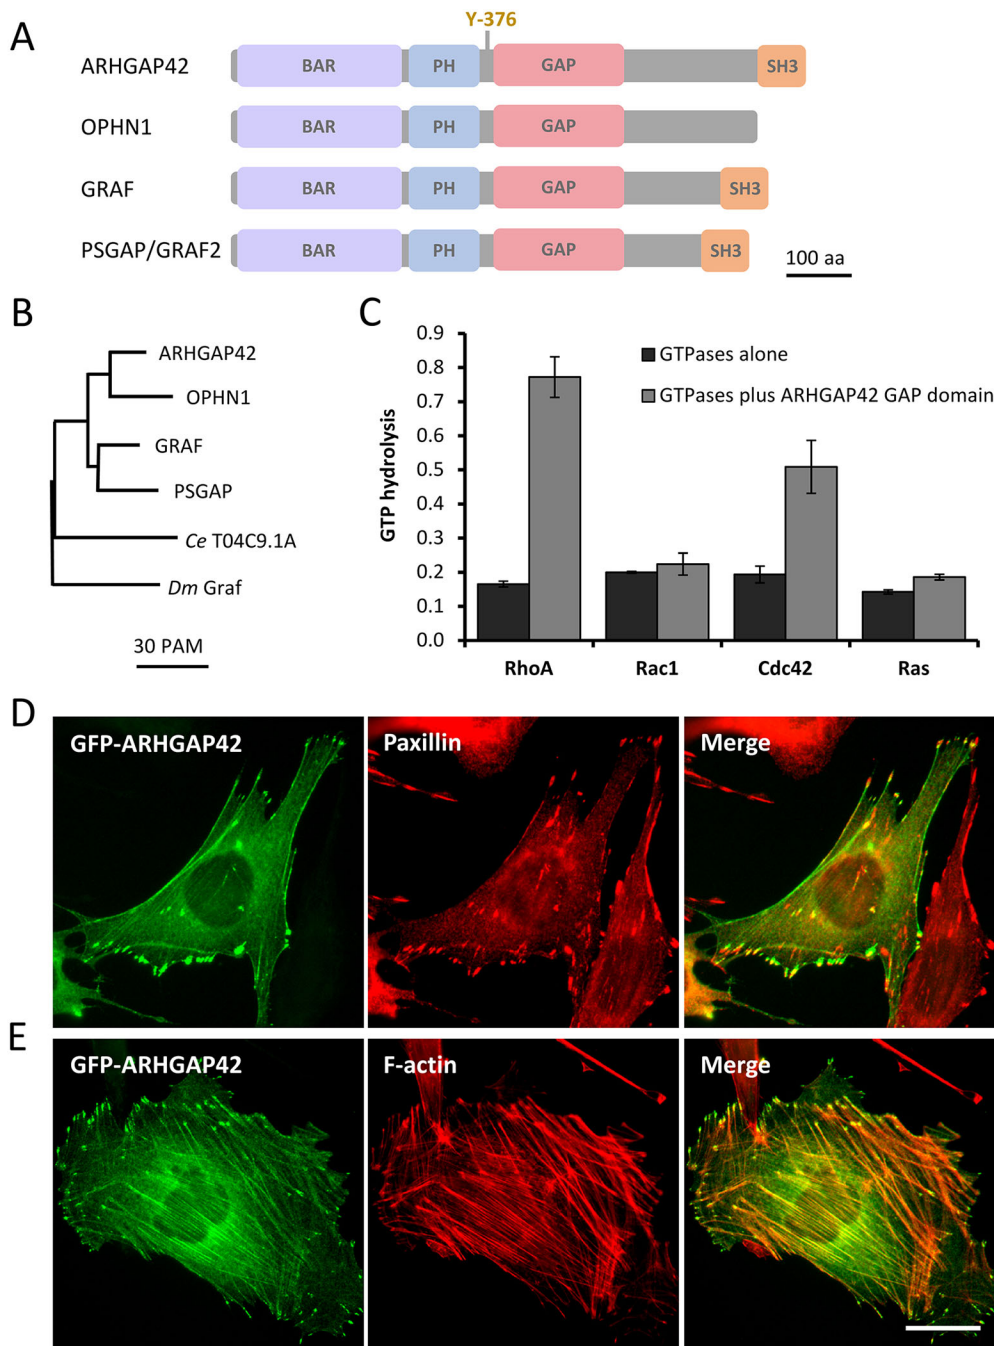 A
Y-376
ARHGAP42
BAR PH GAP SH3
OPHN1
BAR PH GAP
GRAF
BAR PH GAP SH3
PSGAP/GRAF2
BAR PH GAP SH3
100 aa
B
ARHGAP42
OPHN1
GRAF
PSGAP
Ce T04C9.1A
Dm Graf
30 PAM
C
GTP hydrolysis
0.9
0.8
0.7
0.6
0.5
0.4
0.3
0.2
0.1
0.0
GTPases alone
GTPases plus ARHGAP42 GAP domain
RhoA Rac1 Cdc42 Ras
D
GFP-ARHGAP42 Paxillin Merge
E
GFP-ARHGAP42 F-actin Merge